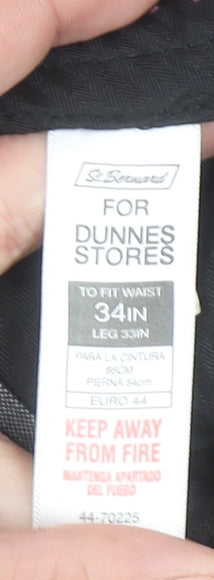 St. Bernard
FOR
DUNNES
STORES
TO FIT WAIST
34IN
LEG 33IN
PARA LA CINTURA
86CM
PIERNA 84cm
EURO 44
KEEP AWAY
FROM FIRE
MANTENGA APARTADO
DEL FUEGO
44-70225